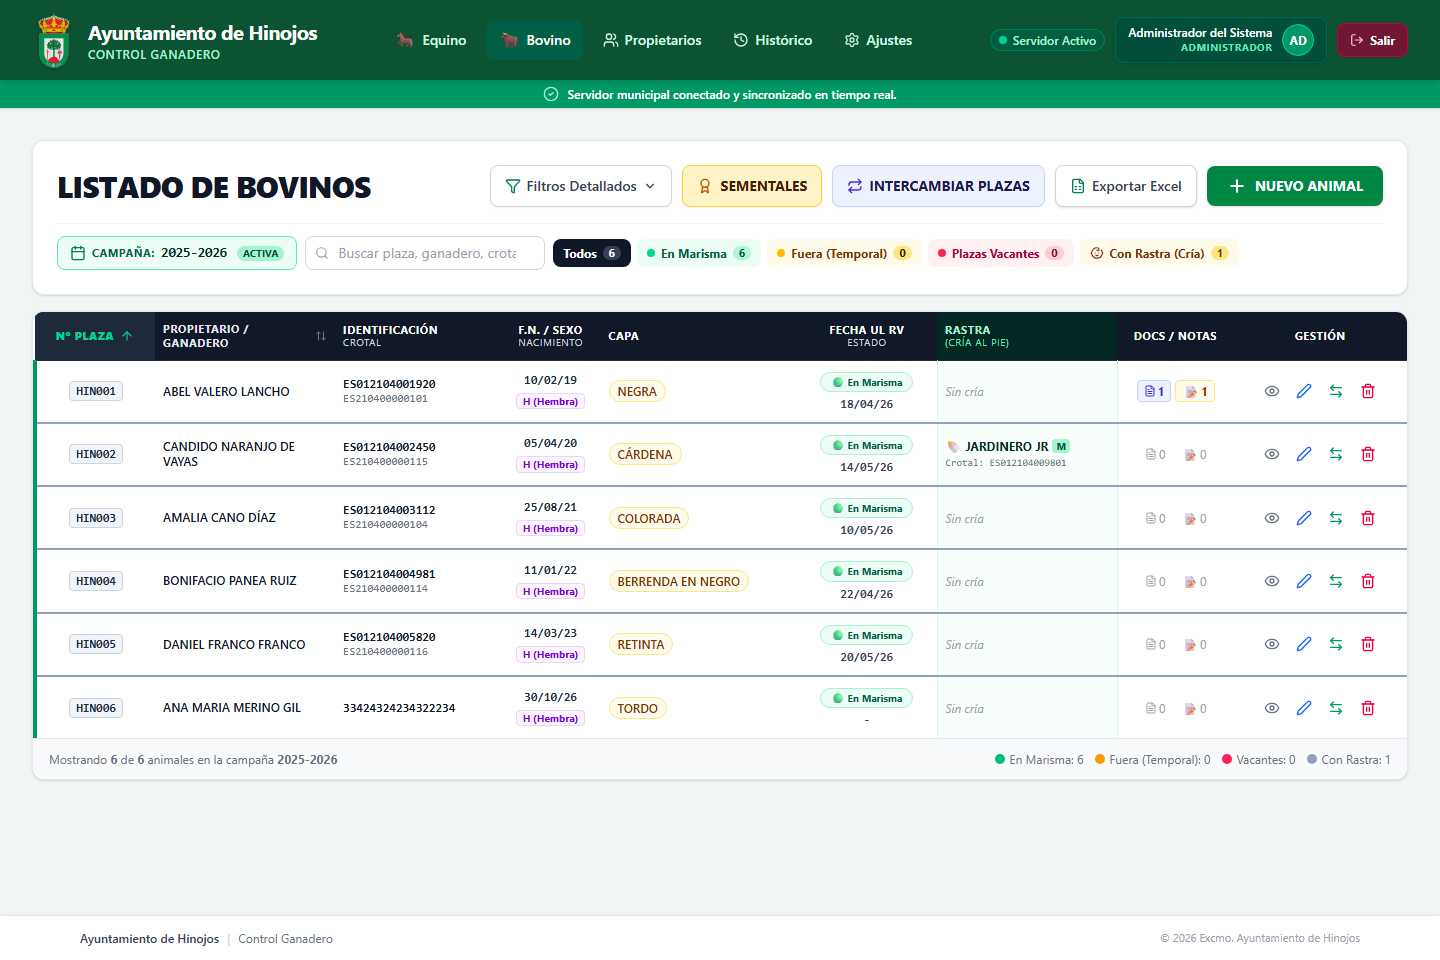 Ayuntamiento de Hinojos
CONTROL GANADERO
Equino
Bovino
Propietarios
Histórico
Ajustes
Servidor Activo
Administrador del Sistema
ADMINISTRADOR
AD
Salir
Servidor municipal conectado y sincronizado en tiempo real.
LISTADO DE BOVINOS
Filtros Detallados
SEMENTALES
INTERCAMBIAR PLAZAS
Exportar Excel
NUEVO ANIMAL
CAMPAÑA: 2025-2026 ACTIVA
Buscar plaza, ganadero, crota
Todos 6
En Marisma 6
Fuera (Temporal) 0
Plazas Vacantes 0
Con Rastra (Cría) 1
Nº PLAZA
PROPIETARIO /
GANADERO
IDENTIFICACIÓN
CROTAL
F.N. / SEXO
NACIMIENTO
CAPA
FECHA UL RV
ESTADO
RASTRA
(CRÍA AL PIE)
DOCS / NOTAS
GESTIÓN
HIN001
ABEL VALERO LANCHO
ES012104001920
ES210400000101
10/02/19
H (Hembra)
NEGRA
En Marisma
18/04/26
Sin cría
1
1
HIN002
CANDIDO NARANJO DE
VAYAS
ES012104002450
ES210400000115
05/04/20
H (Hembra)
CÁRDENA
En Marisma
14/05/26
JARDINERO JR M
Crotal: ES012104009801
0
0
HIN003
AMALIA CANO DÍAZ
ES012104003112
ES210400000104
25/08/21
H (Hembra)
COLORADA
En Marisma
10/05/26
Sin cría
0
0
HIN004
BONIFACIO PANEA RUIZ
ES012104004981
ES210400000114
11/01/22
H (Hembra)
BERRENDA EN NEGRO
En Marisma
22/04/26
Sin cría
0
0
HIN005
DANIEL FRANCO FRANCO
ES012104005820
ES210400000116
14/03/23
H (Hembra)
RETINTA
En Marisma
20/05/26
Sin cría
0
0
HIN006
ANA MARIA MERINO GIL
33424324234322234
30/10/26
H (Hembra)
TORDO
En Marisma
-
Sin cría
0
0
Mostrando 6 de 6 animales en la campaña 2025-2026
En Marisma: 6
Fuera (Temporal): 0
Vacantes: 0
Con Rastra: 1
Ayuntamiento de Hinojos | Control Ganadero
© 2026 Excmo. Ayuntamiento de Hinojos